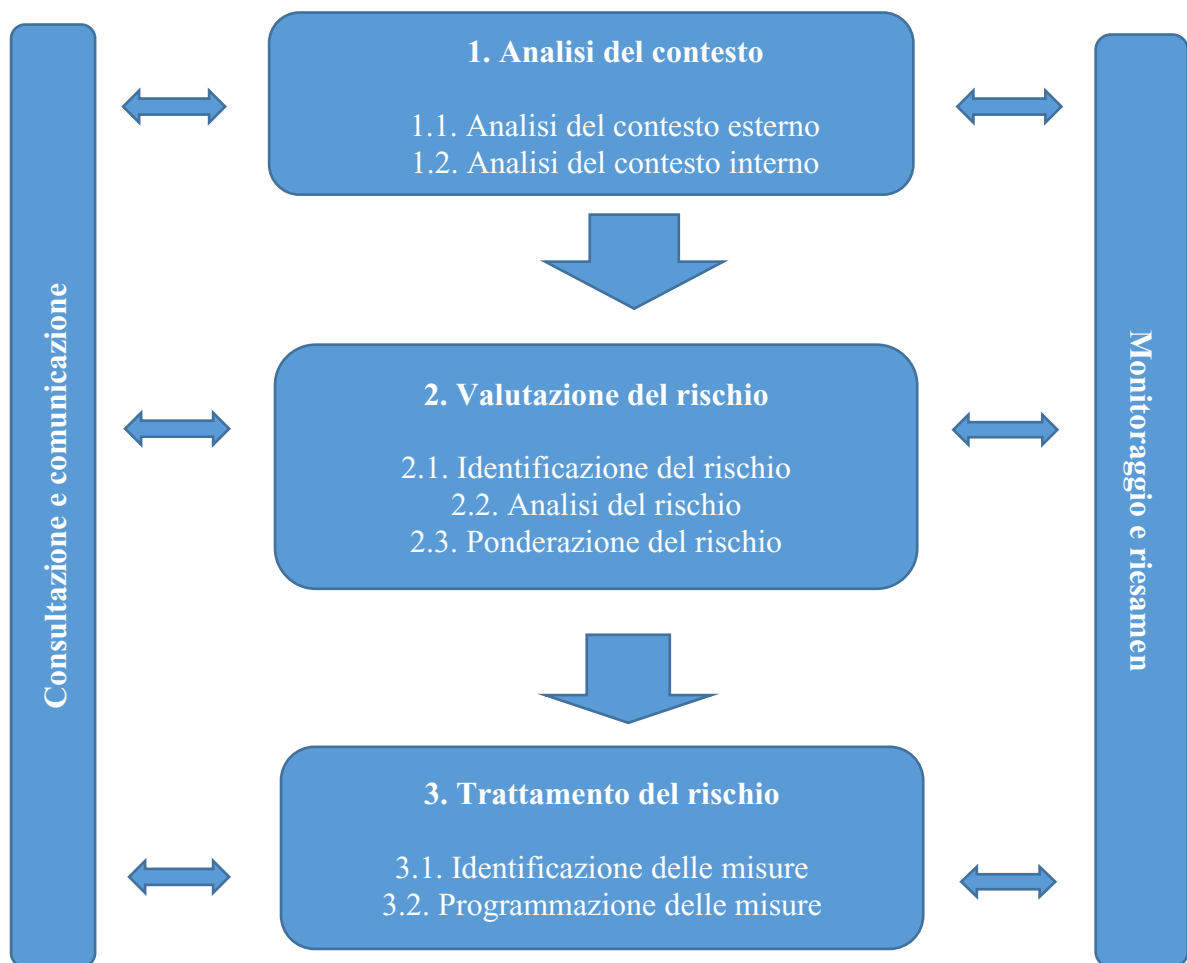 Consultazione e comunicazione
1. Analisi del contesto
1.1. Analisi del contesto esterno
1.2. Analisi del contesto interno
2. Valutazione del rischio
2.1. Identificazione del rischio
2.2. Analisi del rischio
2.3. Ponderazione del rischio
3. Trattamento del rischio
3.1. Identificazione delle misure
3.2. Programmazione delle misure
Monitoraggio e riesamen